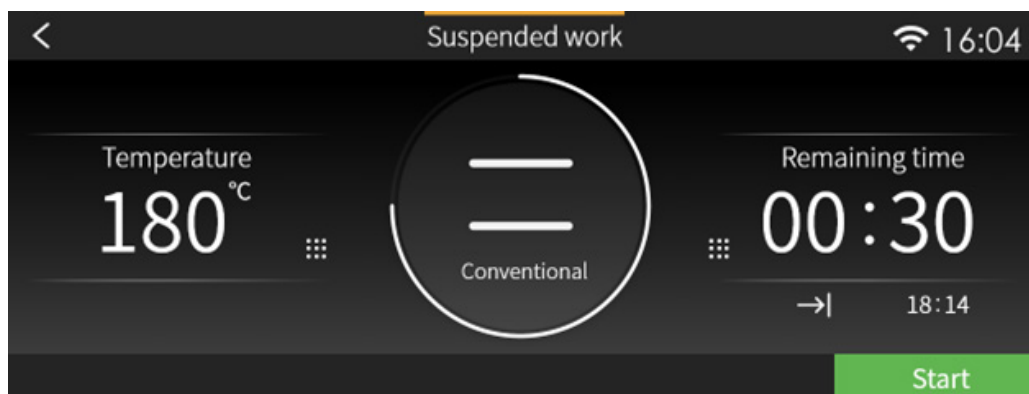 Suspended work
16:04
Temperature
180 °C
Conventional
Remaining time
00:30
18:14
Start